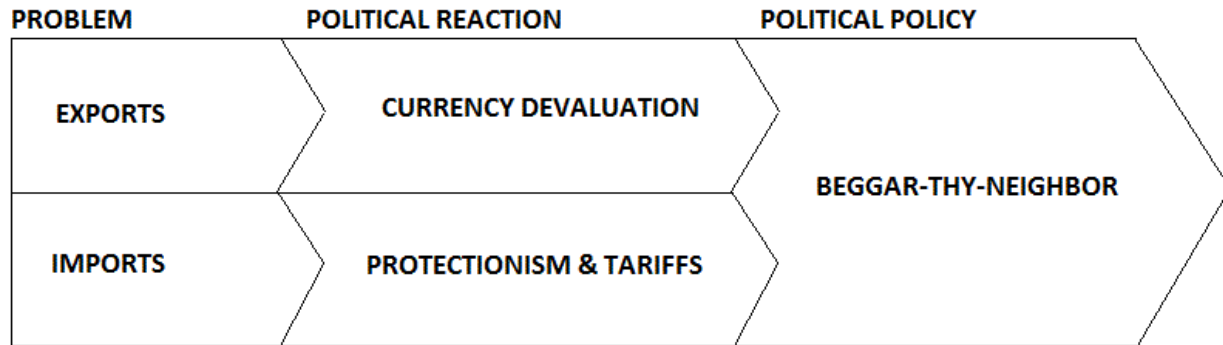 PROBLEM POLITICAL REACTION POLITICAL POLICY
EXPORTS CURRENCY DEVALUATION
BEGGAR-THY-NEIGHBOR
IMPORTS PROTECTIONISM & TARIFFS